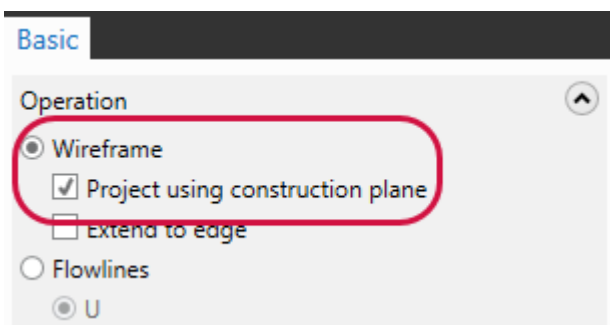 Basic
Operation
Wireframe
Project using construction plane
Extend to edge
Flowlines
U